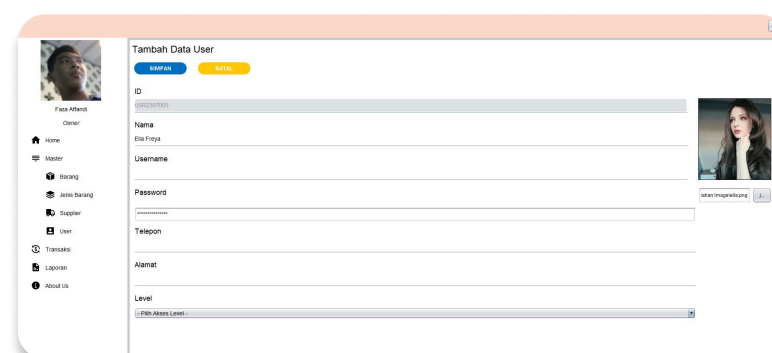 Tambah Data User
SIMPAN
BATAL
ID
USR2307005
Nama
Ella Freya
Username
Password
***************
Telepon
Alamat
Level
- Pilih Akses Level -
Faza Affandi
Owner
Home
Master
Barang
Jenis Barang
Supplier
User
Transaksi
Laporan
About Us